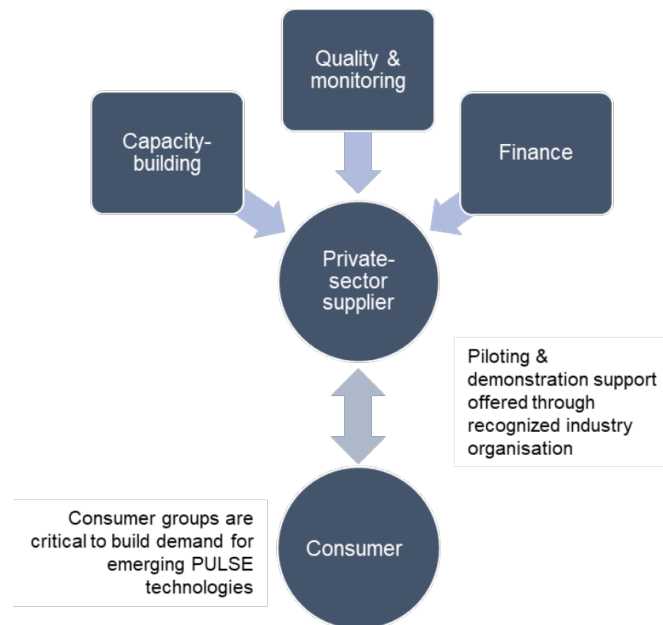 Quality &
monitoring
Capacity-
building
Finance
Private-
sector
supplier
Piloting &
demonstration support
offered through
recognized industry
organisation
Consumer groups are
critical to build demand for
emerging PULSE
technologies
Consumer